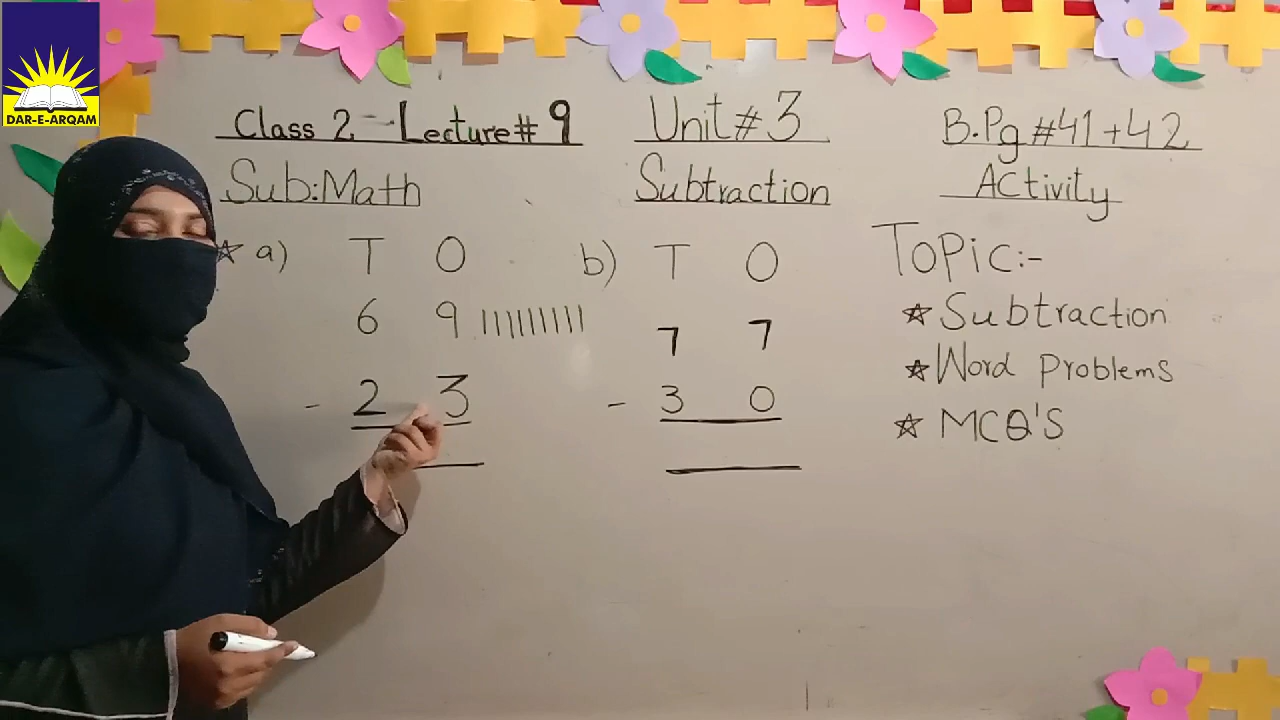 DAR-E-ARQAM
Class 2 - Lecture # 9
Unit # 3
B.Pg #41+42
Sub: Math
Subtraction
Activity
☆ a) T O
6 9 |||||||||
- 2 3
b) T O
7 7
- 3 0
Topic:-
☆ Subtraction
☆ Word Problems
☆ MCQ'S